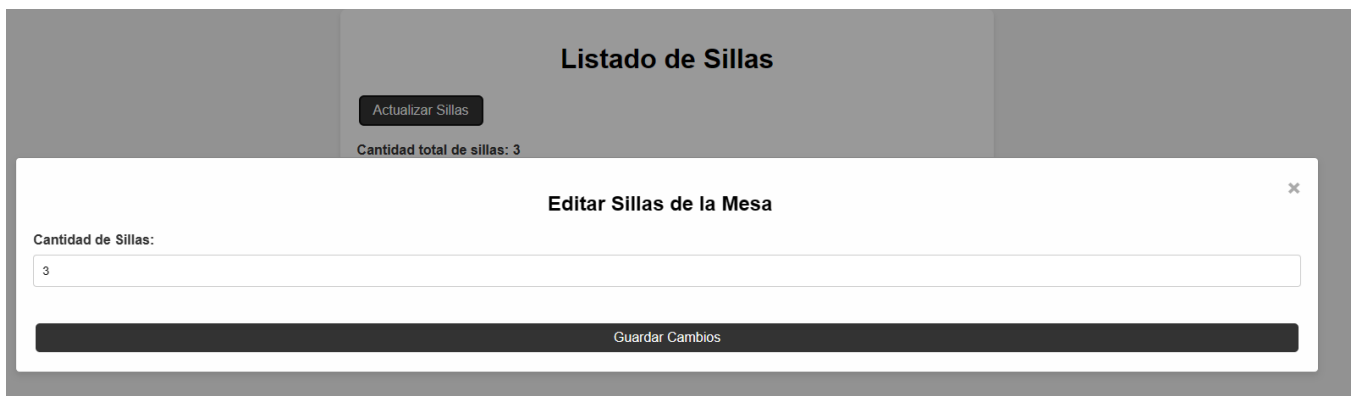 Listado de Sillas
Actualizar Sillas
Cantidad total de sillas: 3
×
Editar Sillas de la Mesa
Cantidad de Sillas:
3
Guardar Cambios